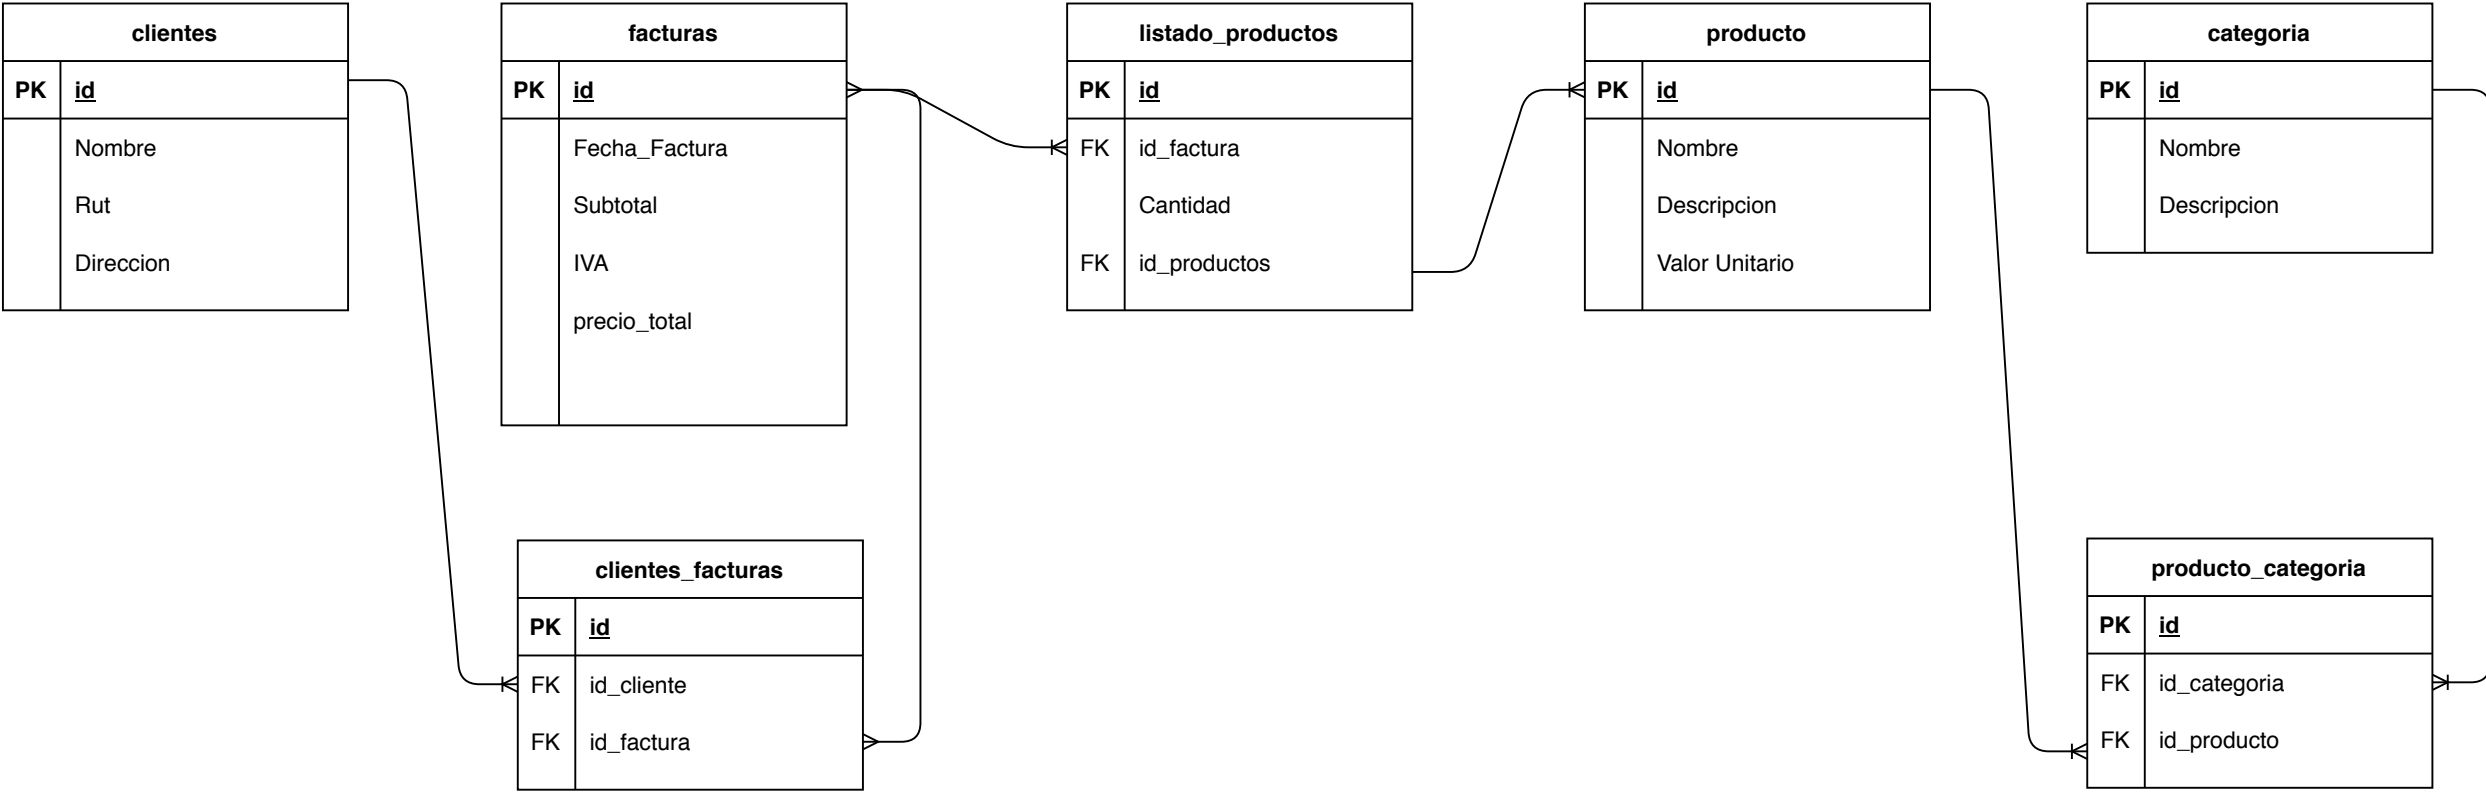 clientes
PK id
Nombre
Rut
Direccion
facturas
PK id
Fecha_Factura
Subtotal
IVA
precio_total
listado_productos
PK id
FK id_factura
Cantidad
FK id_productos
producto
PK id
Nombre
Descripcion
Valor Unitario
categoria
PK id
Nombre
Descripcion
clientes_facturas
PK id
FK id_cliente
FK id_factura
producto_categoria
PK id
FK id_categoria
FK id_producto